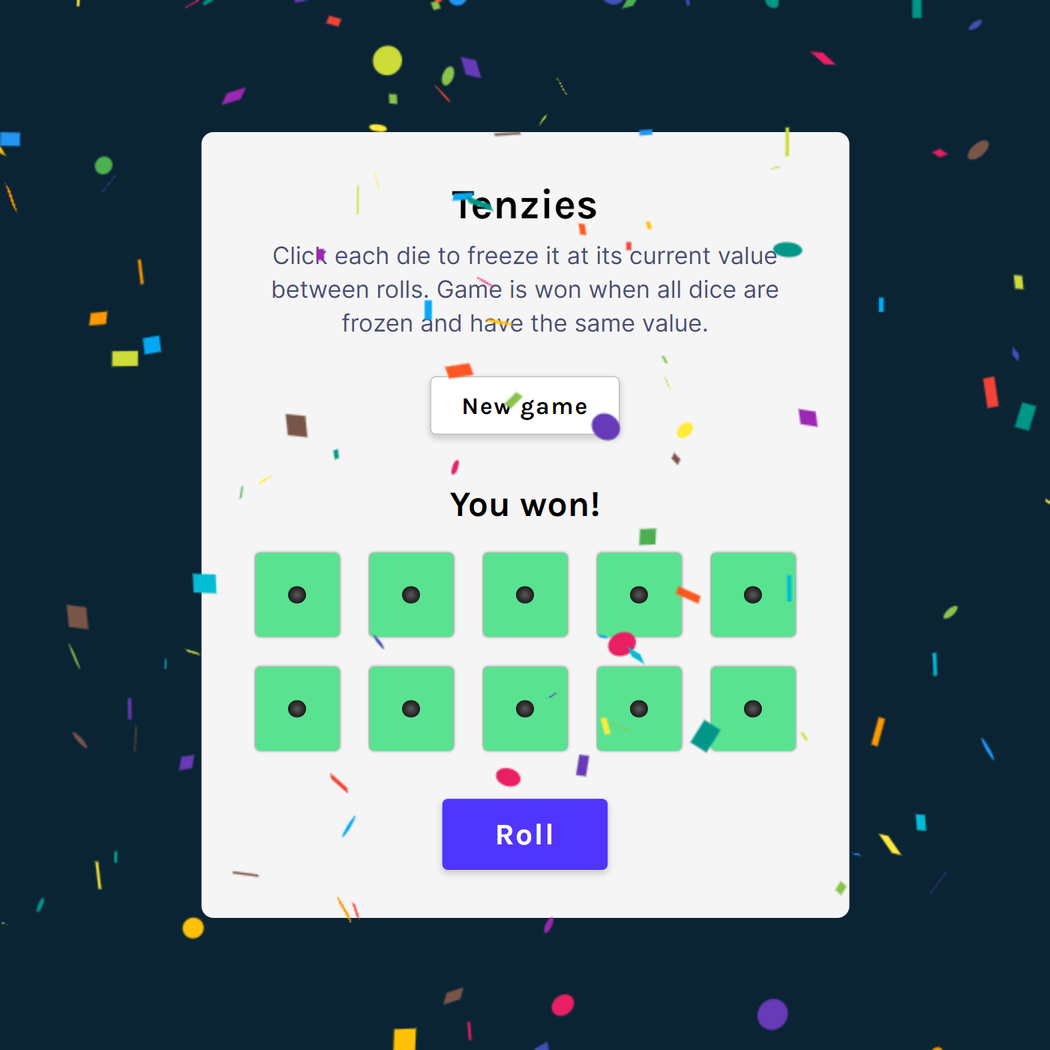 Tenzies
Click each die to freeze it at its current value
between rolls. Game is won when all dice are
frozen and have the same value.
New game
You won!
Roll